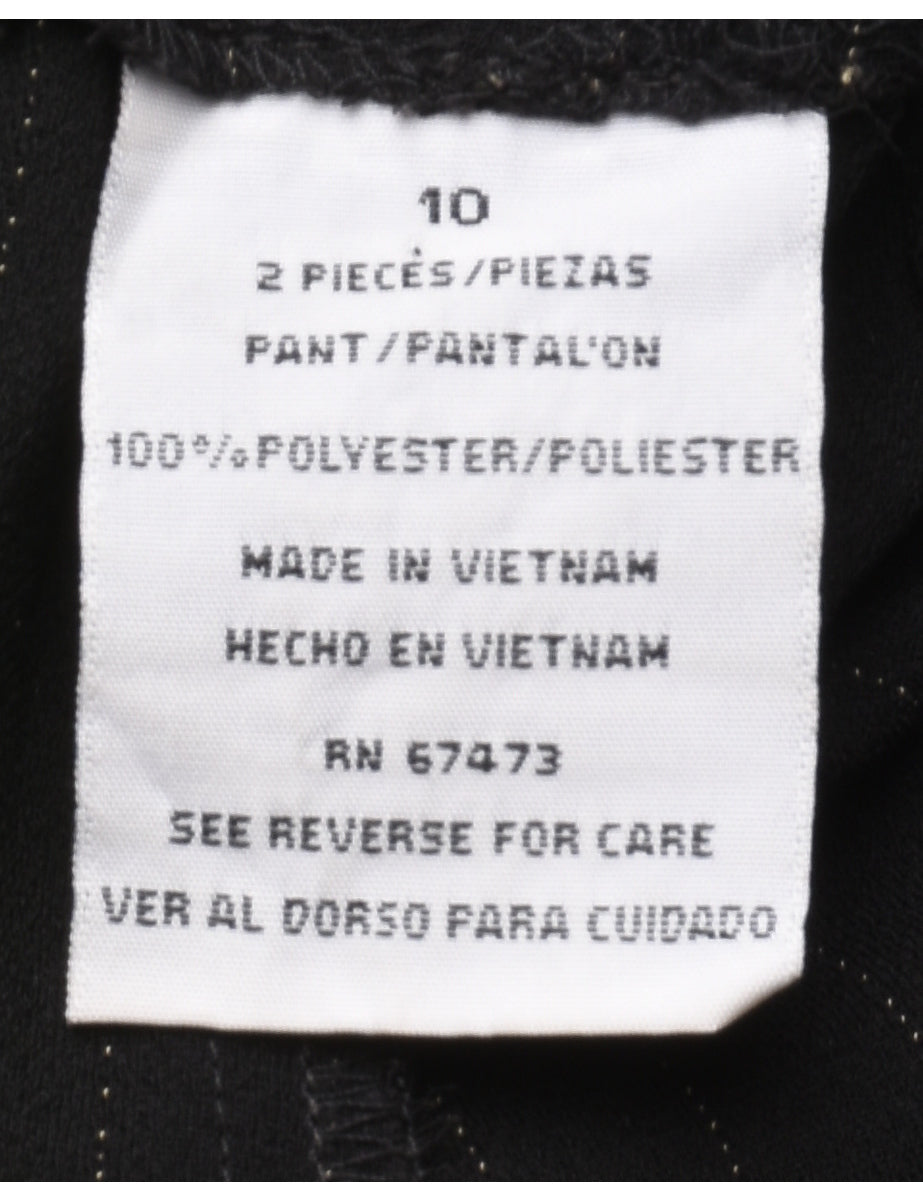 10
2 PIECES/PIEZAS
PANT/PANTAL'ON
100%POLYESTER/POLIESTER
MADE IN VIETNAM
HECHO EN VIETNAM
RN 67473
SEE REVERSE FOR CARE
VER AL DORSO PARA CUIDADO